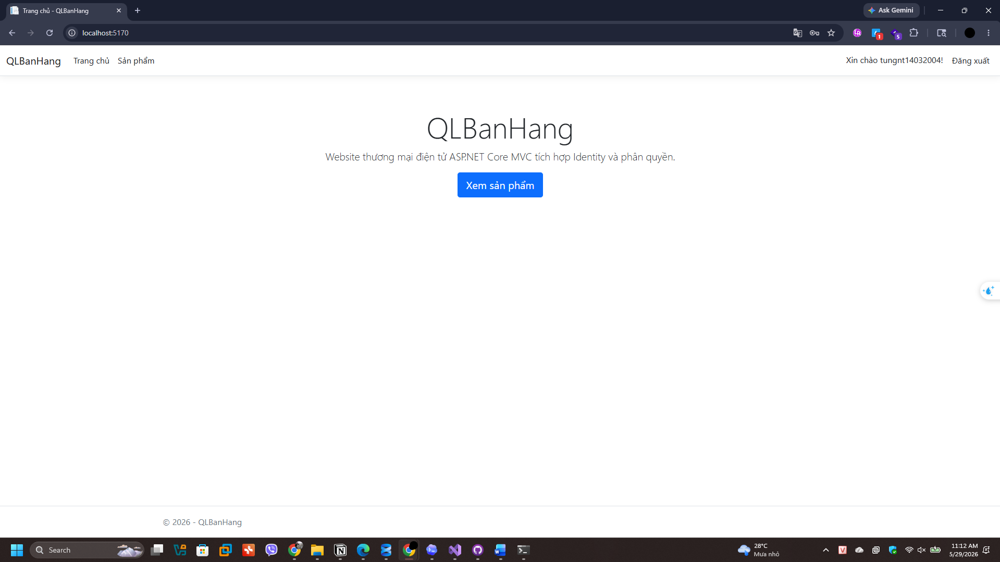 Trang chủ - QLBanHang
Ask Gemini
localhost:5170
1
5
QLBanHang
Trang chủ
Sản phẩm
Xin chào tungnt14032004!
Đăng xuất
QLBanHang
Website thương mại điện tử ASP.NET Core MVC tích hợp Identity và phân quyền.
Xem sản phẩm
© 2026 - QLBanHang
Search
28°C
Mưa nhỏ
11:12 AM
5/29/2026